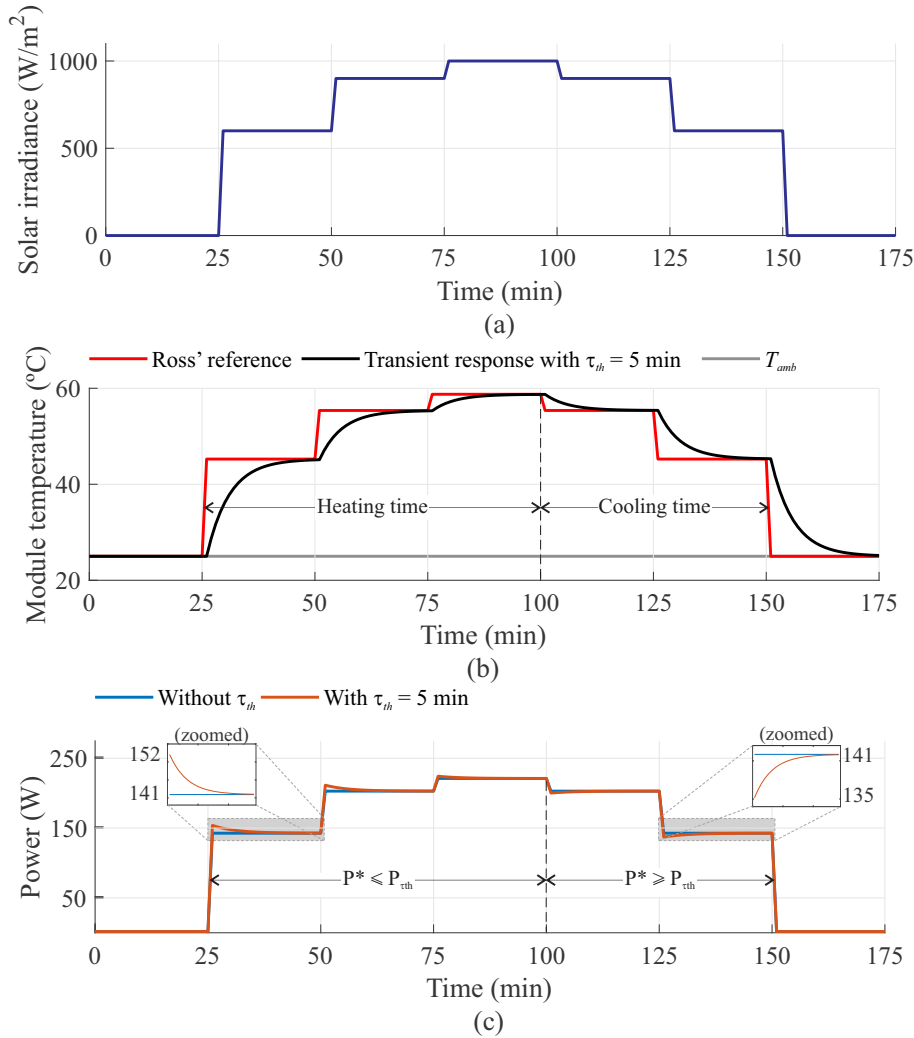 Solar irradiance (W/m²)
1000
500
0
0 25 50 75 100 125 150 175
Time (min)
(a)
Ross' reference Transient response with τth = 5 min Tamb
Module temperature (ºC)
60
40
20
Heating time Cooling time
0 25 50 75 100 125 150 175
Time (min)
(b)
Without τth With τth = 5 min
Power (W)
(zoomed) (zoomed)
250
150
50
152
141
141
135
P* ⩽ Pτth P* ⩾ Pτth
0 25 50 75 100 125 150 175
Time (min)
(c)